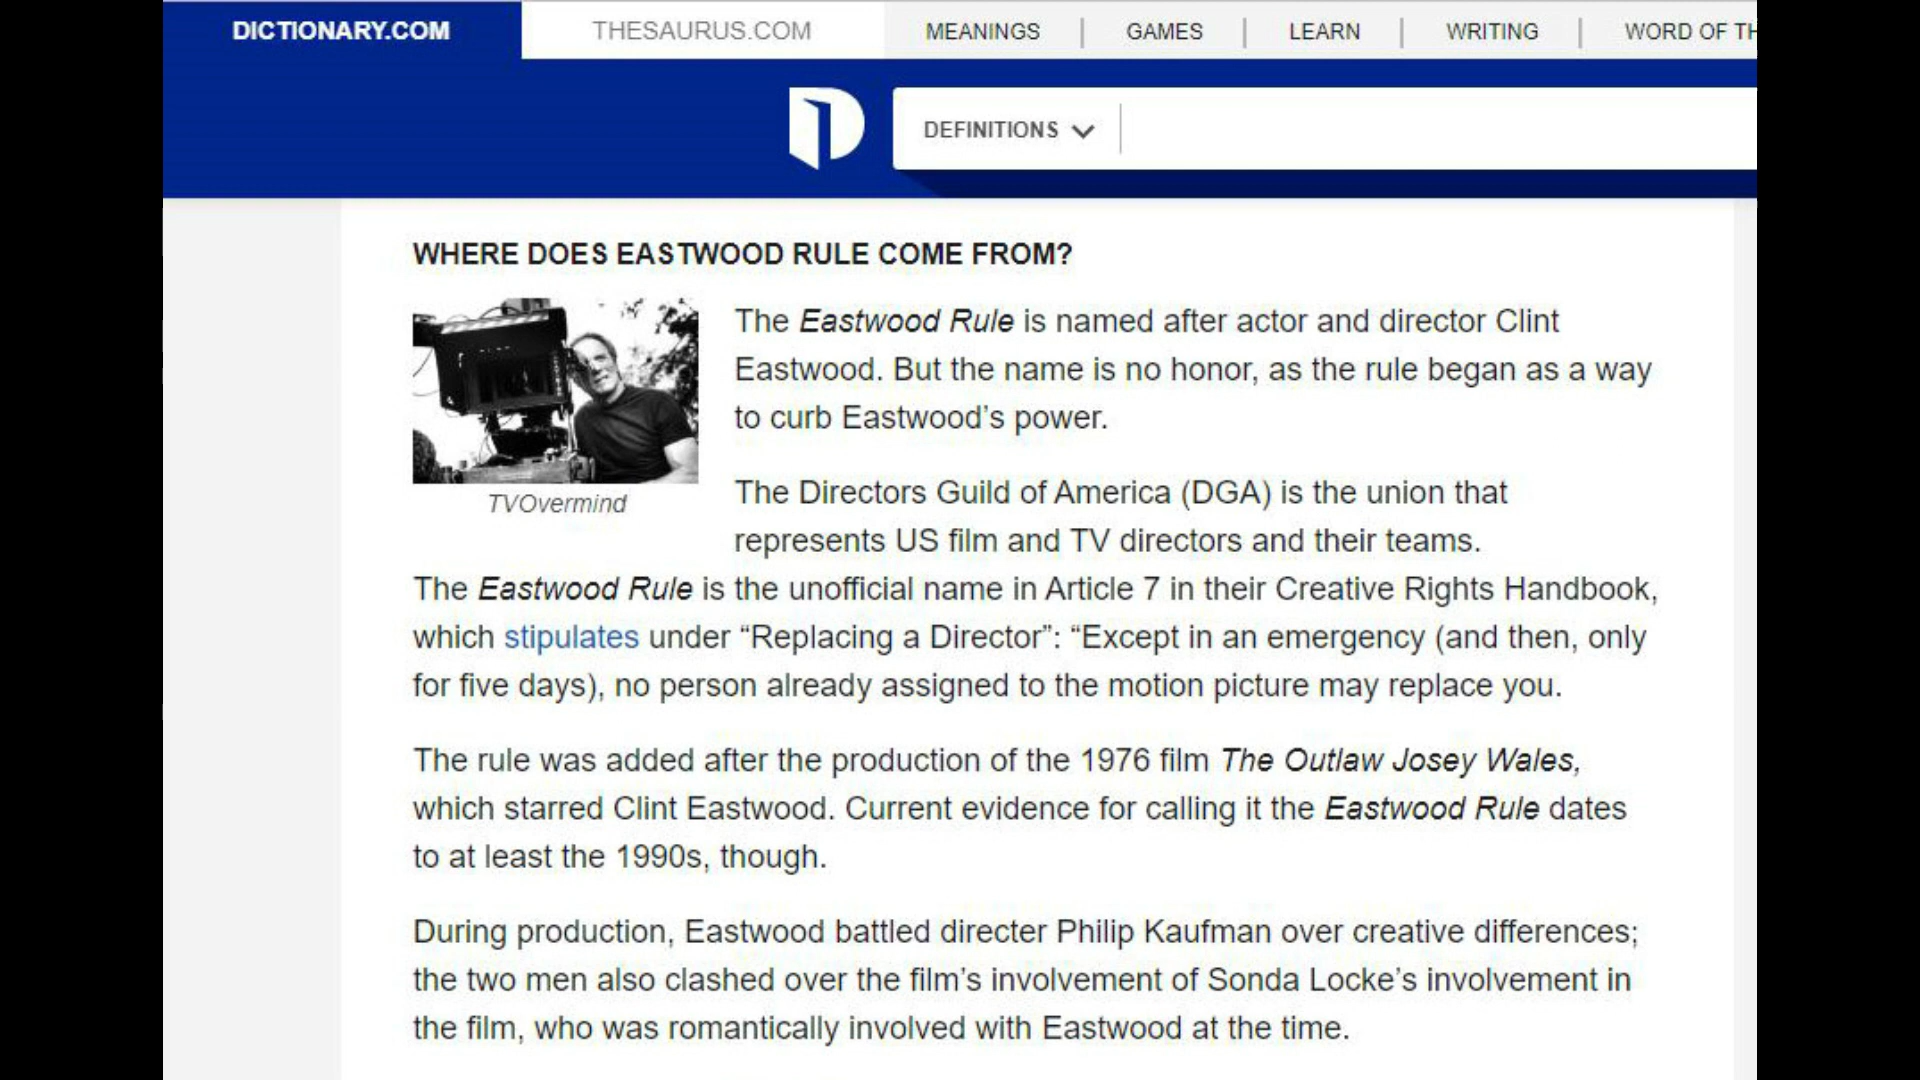 DICTIONARY.COM
THESAURUS.COM
MEANINGS
GAMES
LEARN
WRITING
WORD OF TH
DEFINITIONS
WHERE DOES EASTWOOD RULE COME FROM?
The Eastwood Rule is named after actor and director Clint
Eastwood. But the name is no honor, as the rule began as a way
to curb Eastwood’s power.
TVOvermind
The Directors Guild of America (DGA) is the union that
represents US film and TV directors and their teams.
The Eastwood Rule is the unofficial name in Article 7 in their Creative Rights Handbook,
which stipulates under “Replacing a Director”: “Except in an emergency (and then, only
for five days), no person already assigned to the motion picture may replace you.
The rule was added after the production of the 1976 film The Outlaw Josey Wales,
which starred Clint Eastwood. Current evidence for calling it the Eastwood Rule dates
to at least the 1990s, though.
During production, Eastwood battled directer Philip Kaufman over creative differences;
the two men also clashed over the film’s involvement of Sonda Locke’s involvement in
the film, who was romantically involved with Eastwood at the time.